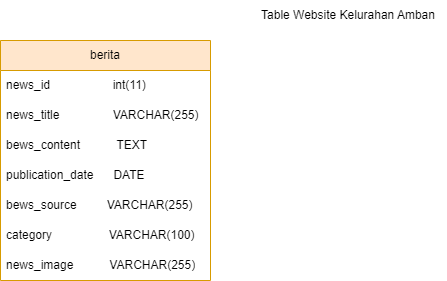 Table Website Kelurahan Amban
berita
news_id int(11)
news_title VARCHAR(255)
bews_content TEXT
publication_date DATE
bews_source VARCHAR(255)
category VARCHAR(100)
news_image VARCHAR(255)